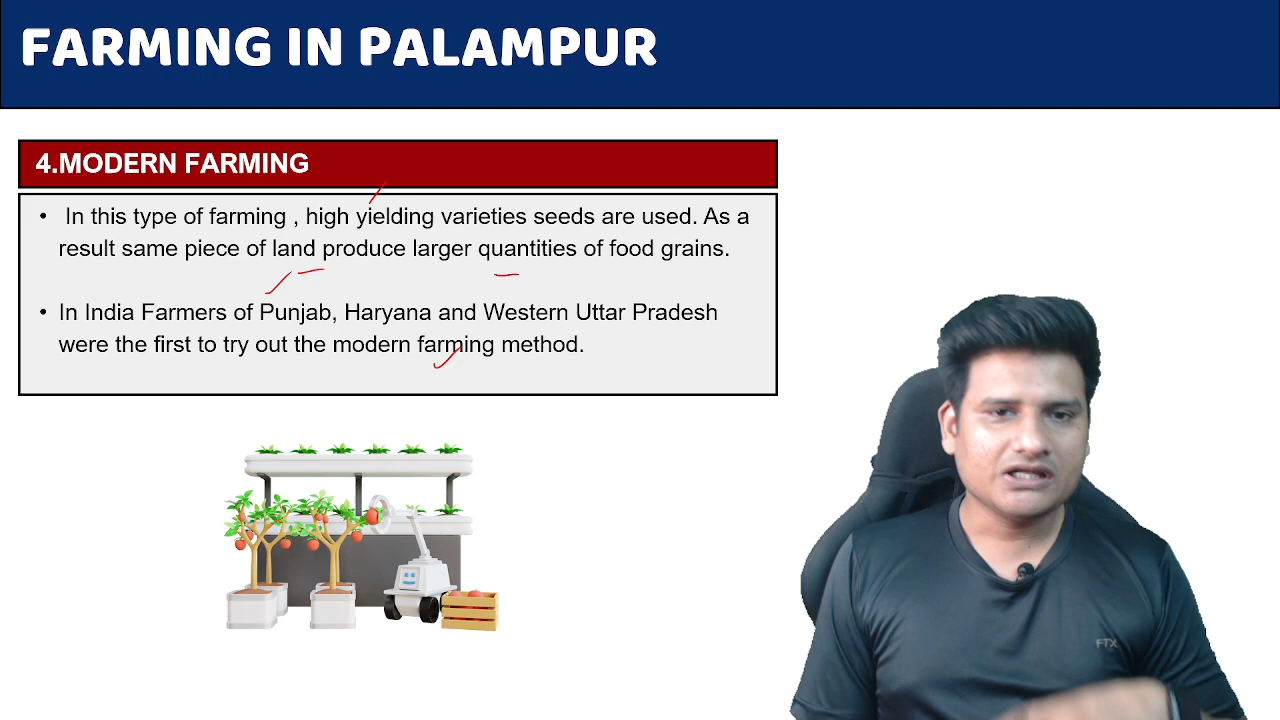 FARMING IN PALAMPUR
4.MODERN FARMING
• In this type of farming , high yielding varieties seeds are used. As a
result same piece of land produce larger quantities of food grains.
• In India Farmers of Punjab, Haryana and Western Uttar Pradesh
were the first to try out the modern farming method.
FTX